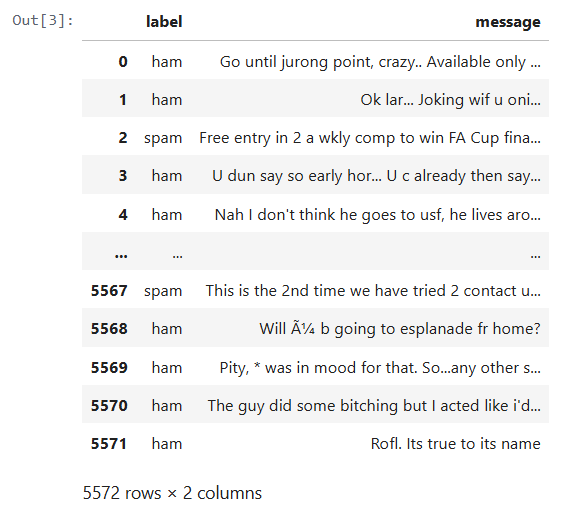 Out[3]:
label message
0 ham Go until jurong point, crazy.. Available only ...
1 ham Ok lar... Joking wif u oni...
2 spam Free entry in 2 a wkly comp to win FA Cup fina...
3 ham U dun say so early hor... U c already then say...
4 ham Nah I don't think he goes to usf, he lives aro...
... ... ...
5567 spam This is the 2nd time we have tried 2 contact u...
5568 ham Will Ã¼ b going to esplanade fr home?
5569 ham Pity, * was in mood for that. So...any other s...
5570 ham The guy did some bitching but I acted like i'd...
5571 ham Rofl. Its true to its name
5572 rows × 2 columns